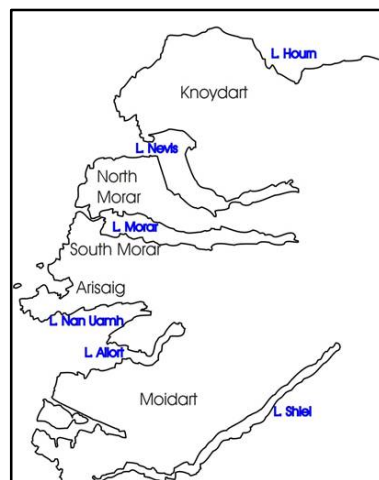 L. Hourn
Knoydart
L. Nevis
North
Morar
L. Morar
South Morar
Arisaig
L. Nan Uamh
L. Ailort
Moidart
L. Shiel